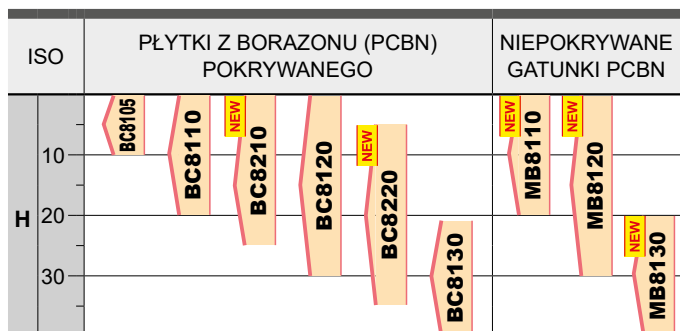 ISO
PŁYTKI Z BORAZONU (PCBN)
POKRYWANEGO
NIEPOKRYWANE
GATUNKI PCBN
H
10
20
30
BC8105
BC8110
NEW
BC8210
BC8120
NEW
BC8220
BC8130
NEW
MB8110
NEW
MB8120
NEW
MB8130